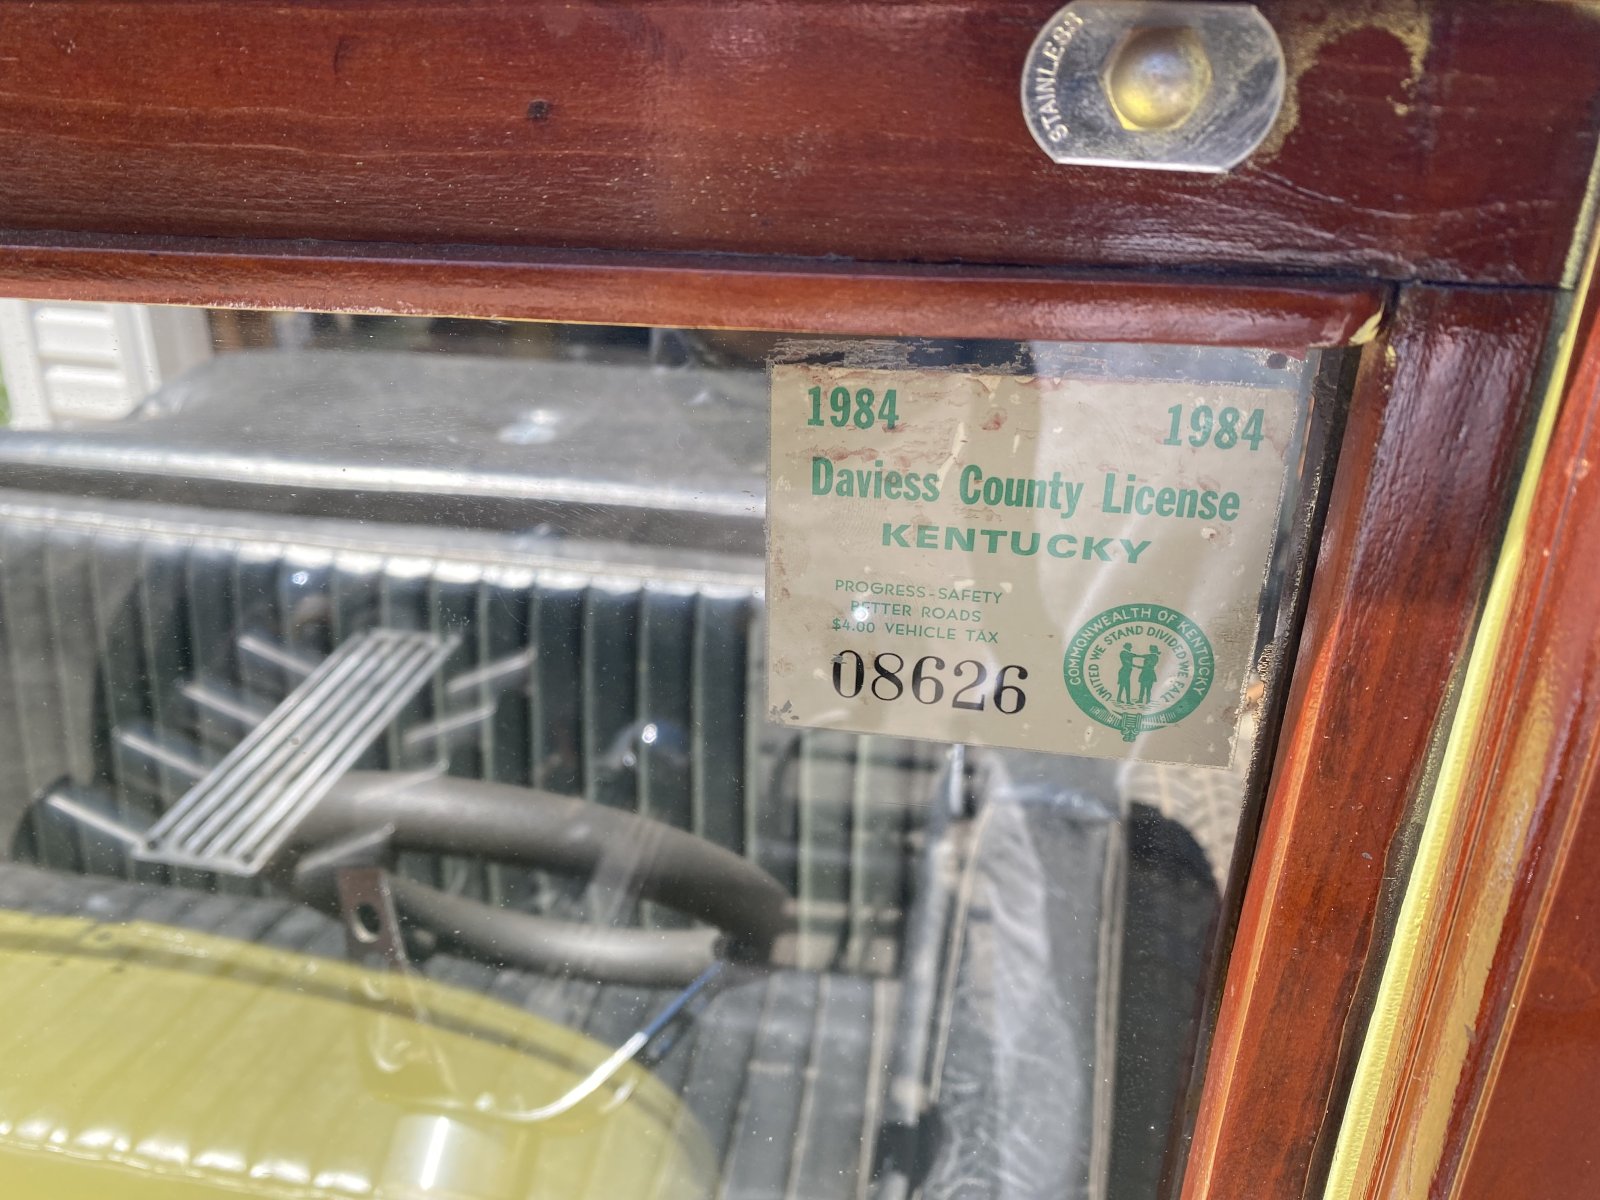 STAINLESS
1984 1984
Daviess County License
KENTUCKY
PROGRESS-SAFETY
BETTER ROADS
$4.00 VEHICLE TAX
08626
COMMONWEALTH OF KENTUCKY
UNITED WE STAND DIVIDED WE FALL